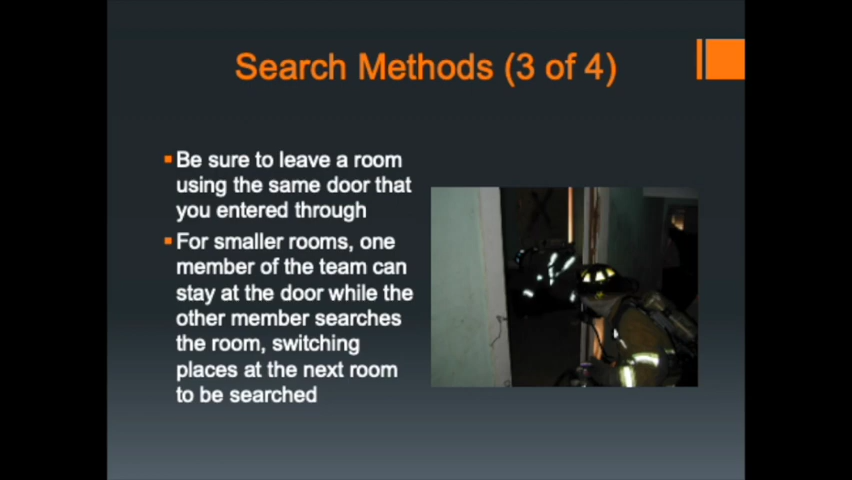 Search Methods (3 of 4)
Be sure to leave a room
using the same door that
you entered through
For smaller rooms, one
member of the team can
stay at the door while the
other member searches
the room, switching
places at the next room
to be searched